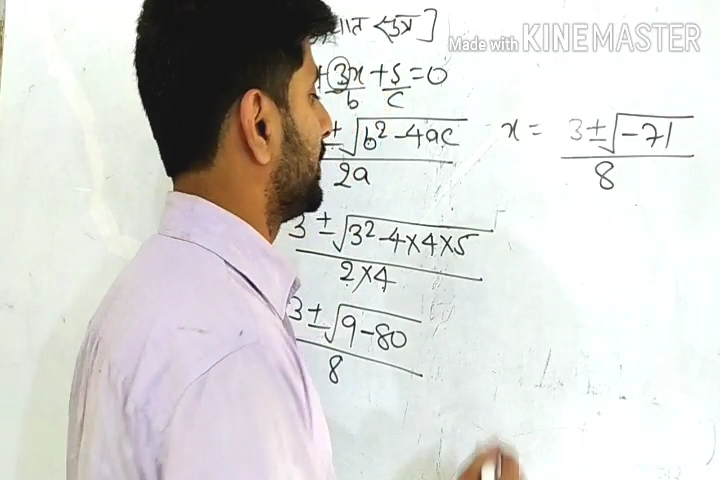 सूत्र]
Made with KINEMASTER
+ 3x + 5 = 0
b c
± √b² - 4ac
2a
x = 3 ± √-71
8
3 ± √3² - 4×4×5
2×4
3 ± √9-80
8